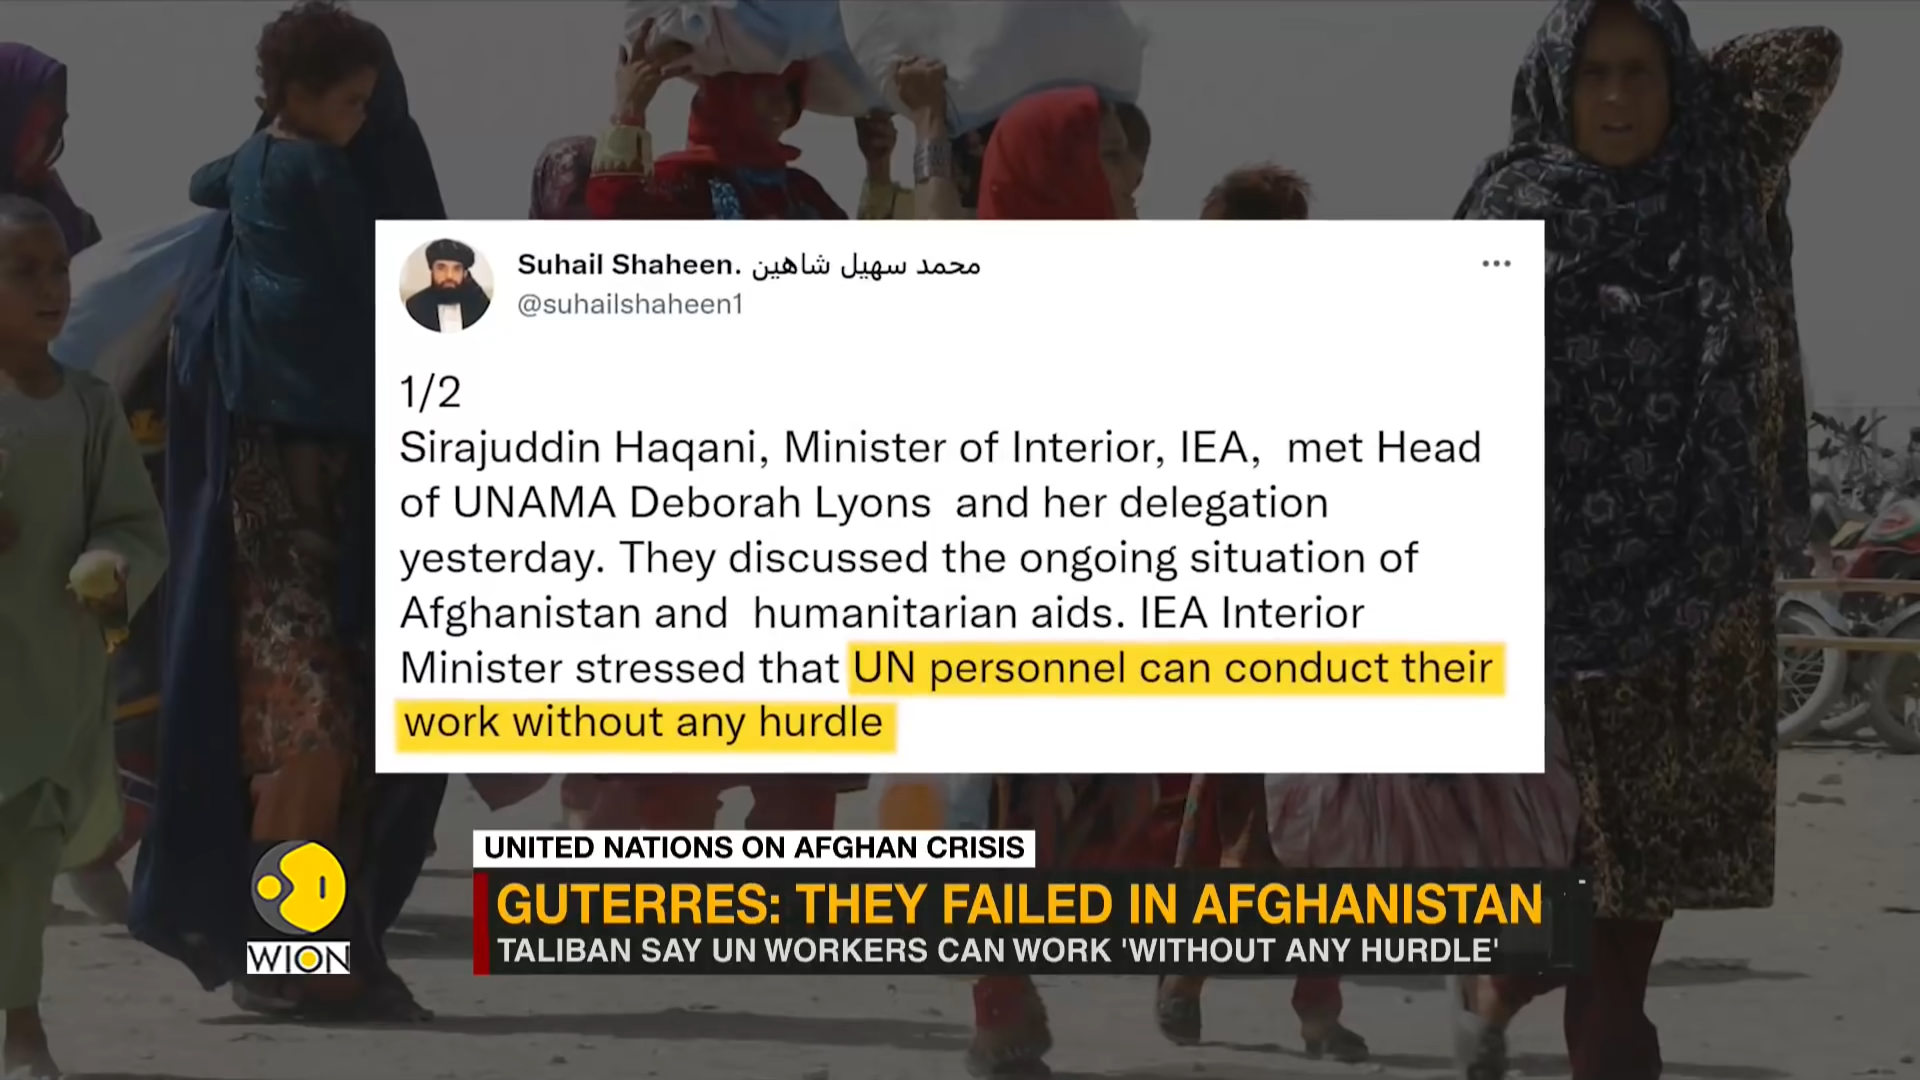 Suhail Shaheen. محمد سهیل شاهین
@suhailshaheen1
1/2
Sirajuddin Haqani, Minister of Interior, IEA, met Head
of UNAMA Deborah Lyons and her delegation
yesterday. They discussed the ongoing situation of
Afghanistan and humanitarian aids. IEA Interior
Minister stressed that UN personnel can conduct their
work without any hurdle
UNITED NATIONS ON AFGHAN CRISIS
GUTERRES: THEY FAILED IN AFGHANISTAN
TALIBAN SAY UN WORKERS CAN WORK 'WITHOUT ANY HURDLE'
WION